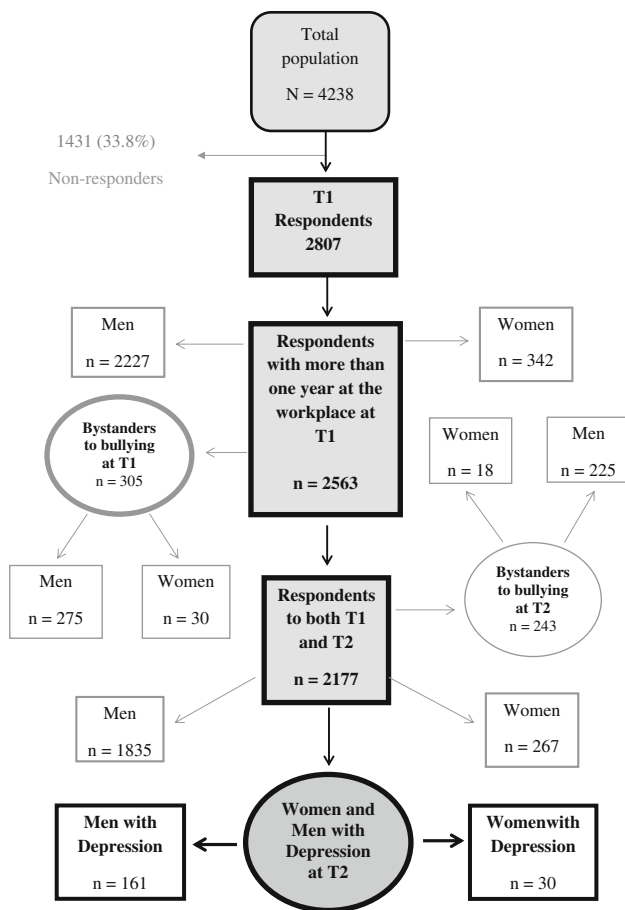 Total
population
N = 4238
1431 (33.8%)
Non-responders
T1
Respondents
2807
Men
n = 2227
Respondents
with more than
one year at the
workplace at
T1
n = 2563
Women
n = 342
Bystanders
to bullying
at T1
n = 305
Women
n = 18
Men
n = 225
Men
n = 275
Women
n = 30
Respondents
to both T1
and T2
n = 2177
Bystanders
to bullying
at T2
n = 243
Men
n = 1835
Women
n = 267
Men with
Depression
n = 161
Women and
Men with
Depression
at T2
Womenwith
Depression
n = 30